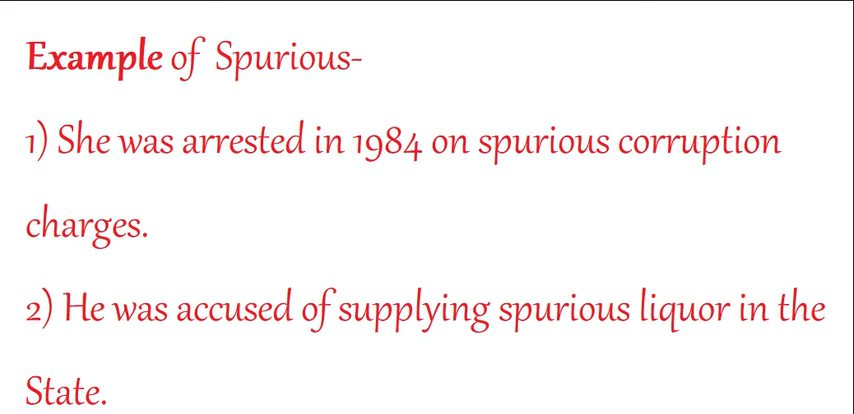 Example of Spurious-
1) She was arrested in 1984 on spurious corruption
charges.
2) He was accused of supplying spurious liquor in the
State.